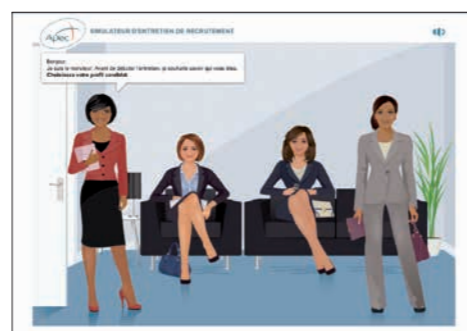 Apec
SIMULATEUR D'ENTRETIEN DE RECRUTEMENT
Bonjour,
Je suis le recruteur. Avant de débuter l'entretien, je souhaite savoir qui vous êtes.
Choisissez votre profil candidat.